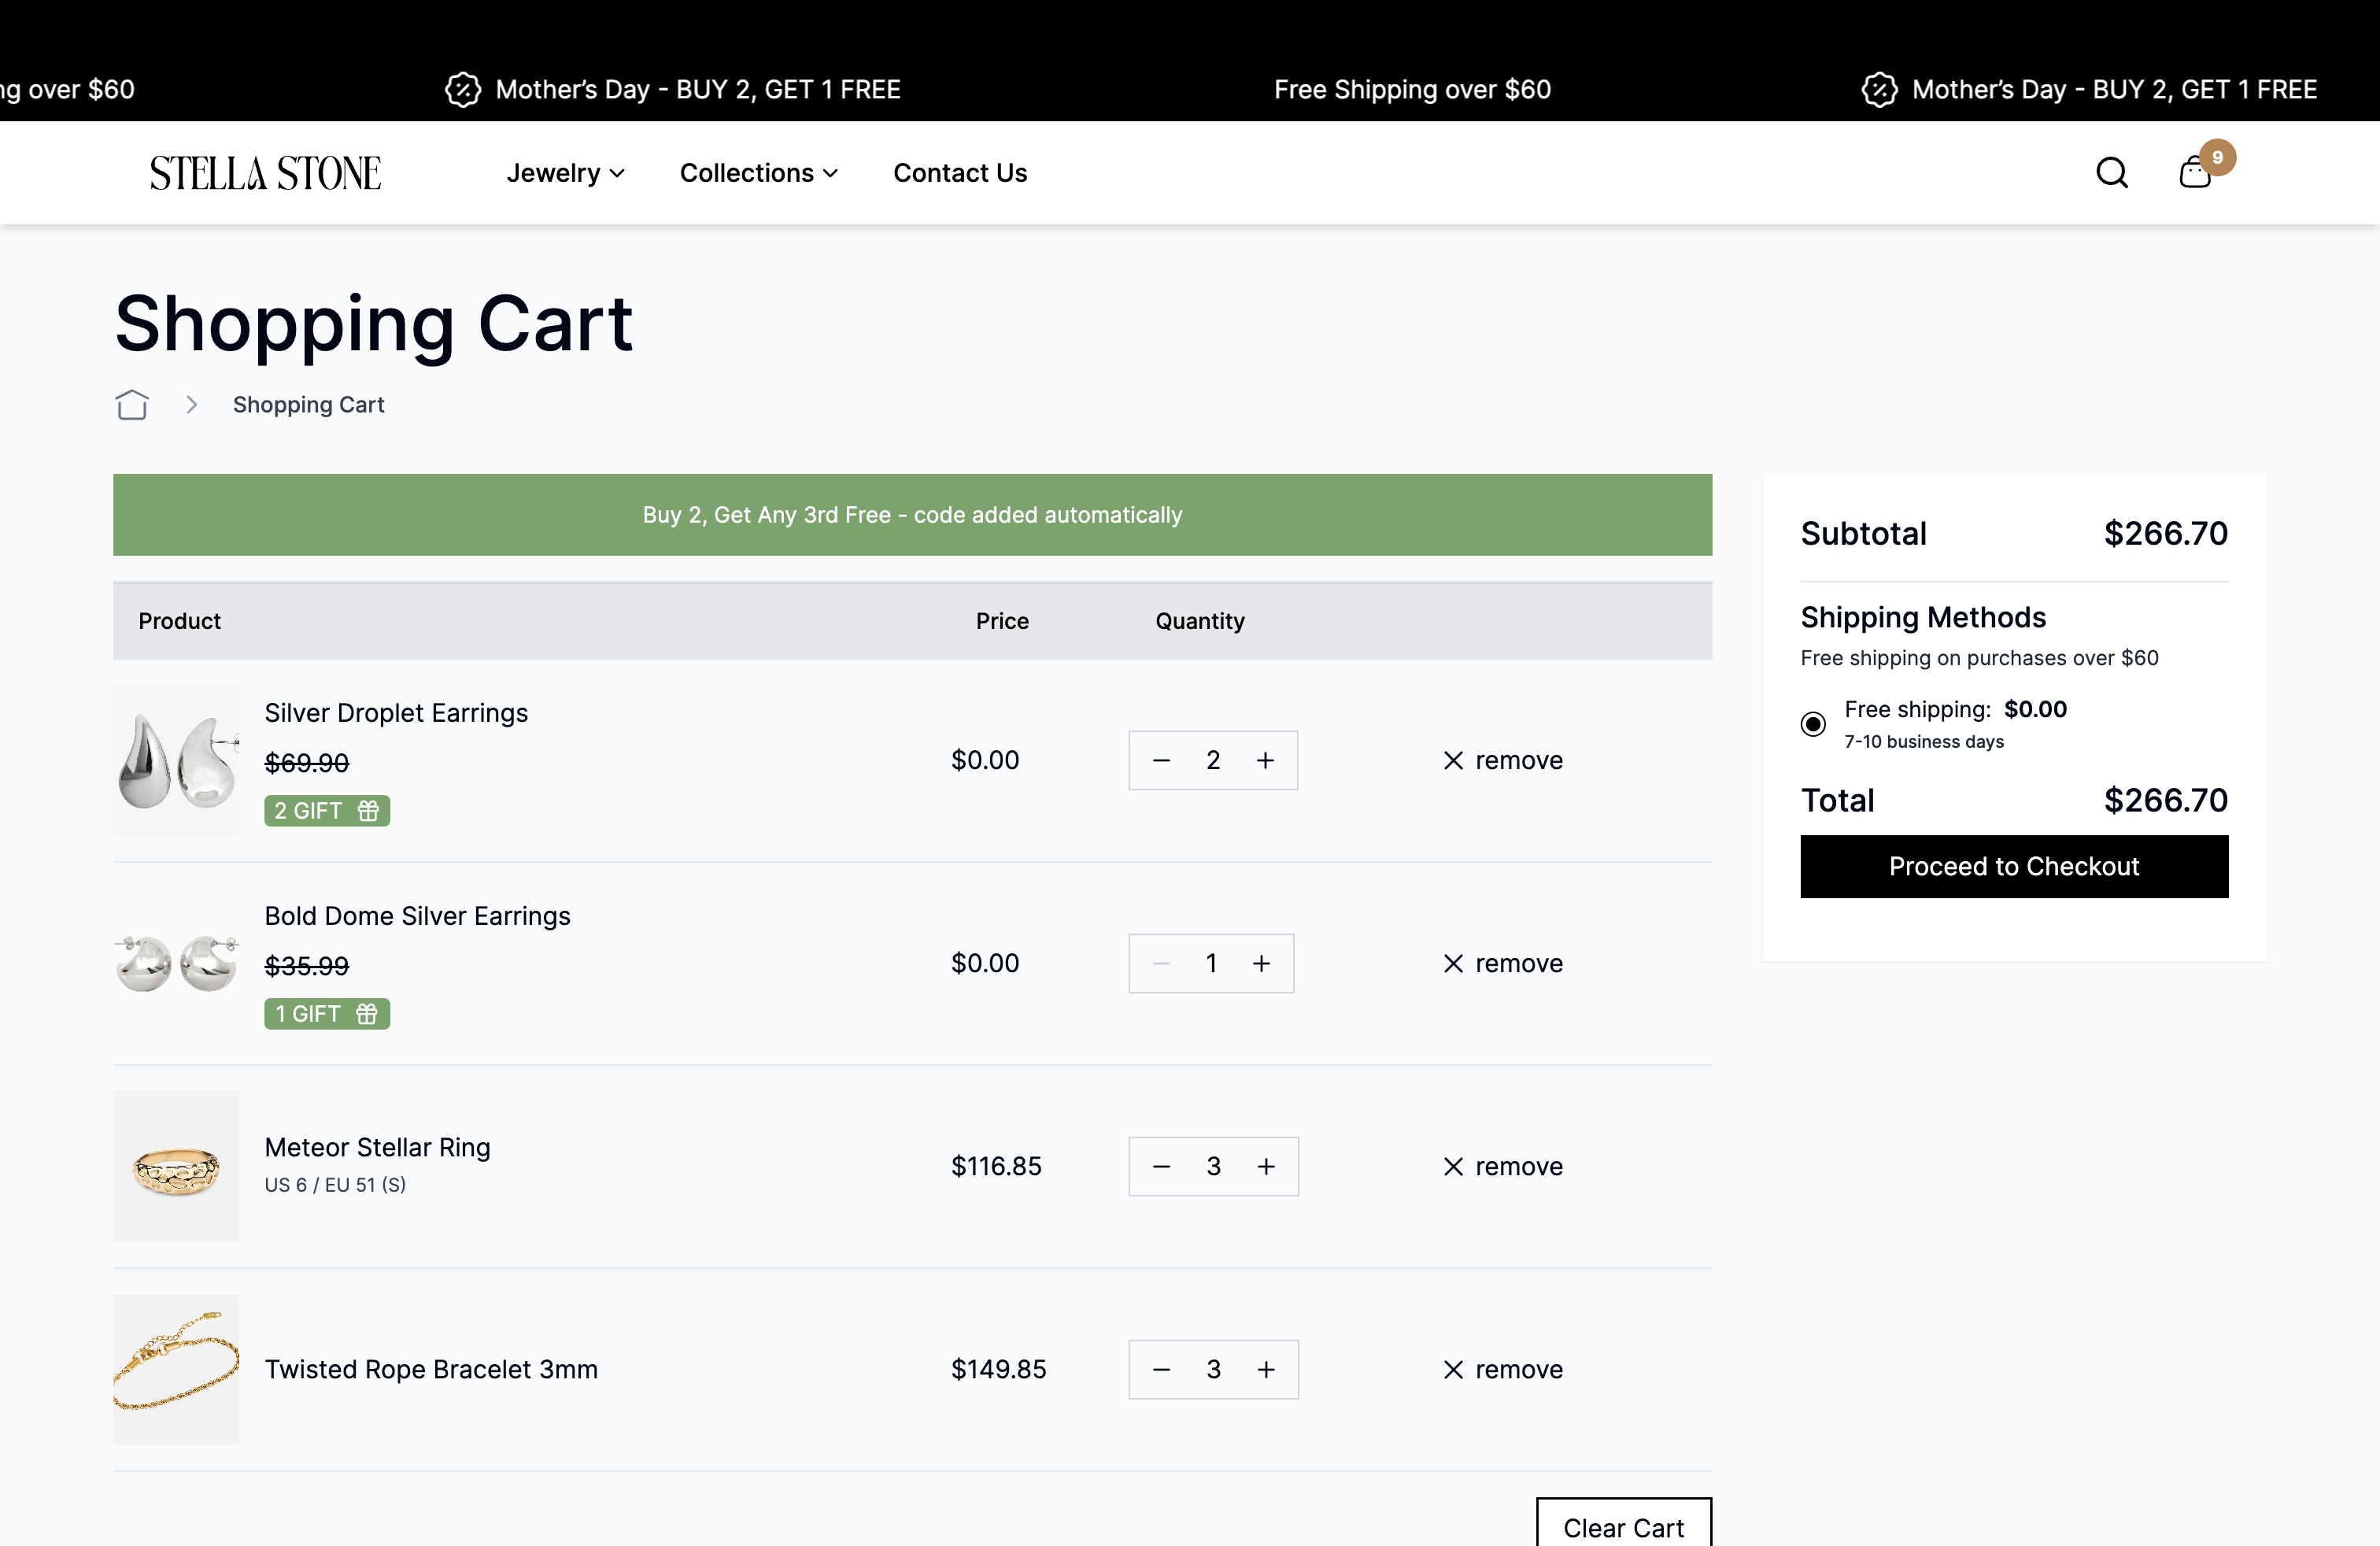 ng over $60
Mother’s Day - BUY 2, GET 1 FREE
Free Shipping over $60
Mother’s Day - BUY 2, GET 1 FREE
STELLA STONE
Jewelry
Collections
Contact Us
9
Shopping Cart
Shopping Cart
Buy 2, Get Any 3rd Free - code added automatically
Product Price Quantity
Silver Droplet Earrings
$69.90
2 GIFT
$0.00
2
remove
Bold Dome Silver Earrings
$35.99
1 GIFT
$0.00
1
remove
Meteor Stellar Ring
US 6 / EU 51 (S)
$116.85
3
remove
Twisted Rope Bracelet 3mm
$149.85
3
remove
Clear Cart
Subtotal $266.70
Shipping Methods
Free shipping on purchases over $60
Free shipping: $0.00
7-10 business days
Total $266.70
Proceed to Checkout